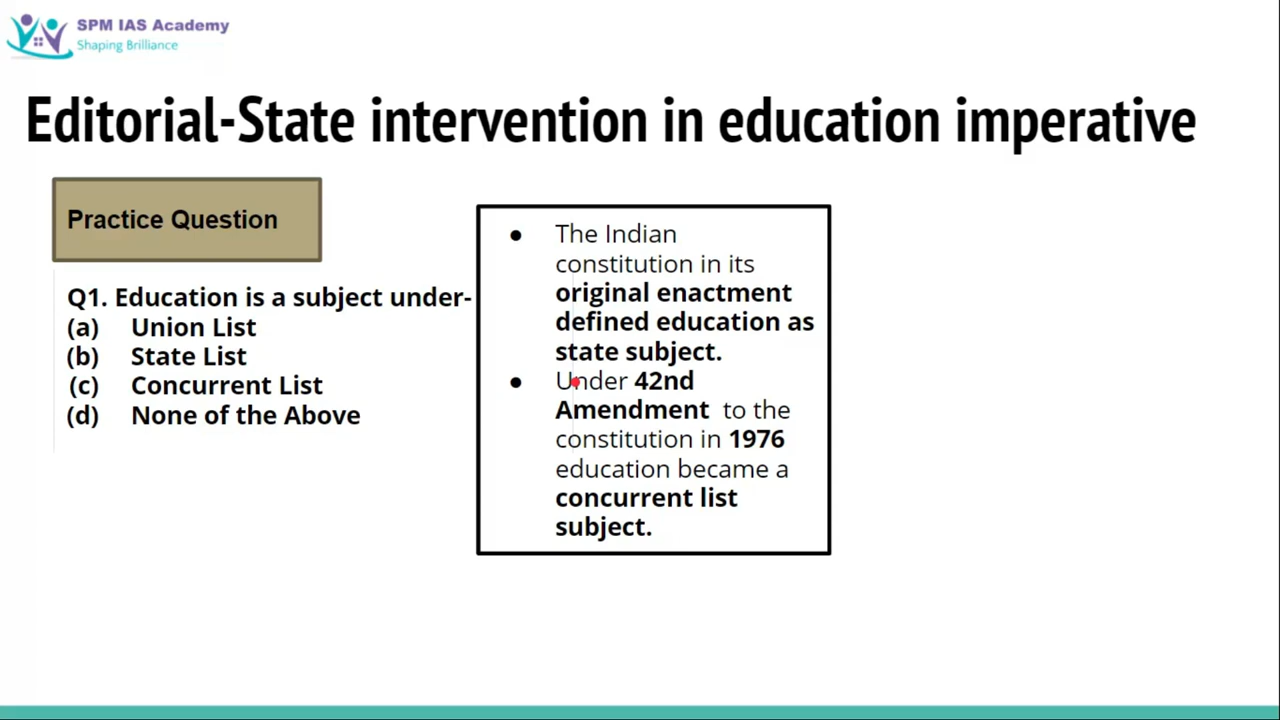 SPM IAS Academy
Shaping Brilliance
Editorial-State intervention in education imperative
Practice Question
Q1. Education is a subject under-
(a) Union List
(b) State List
(c) Concurrent List
(d) None of the Above
● The Indian
constitution in its
original enactment
defined education as
state subject.
● Under 42nd
Amendment to the
constitution in 1976
education became a
concurrent list
subject.